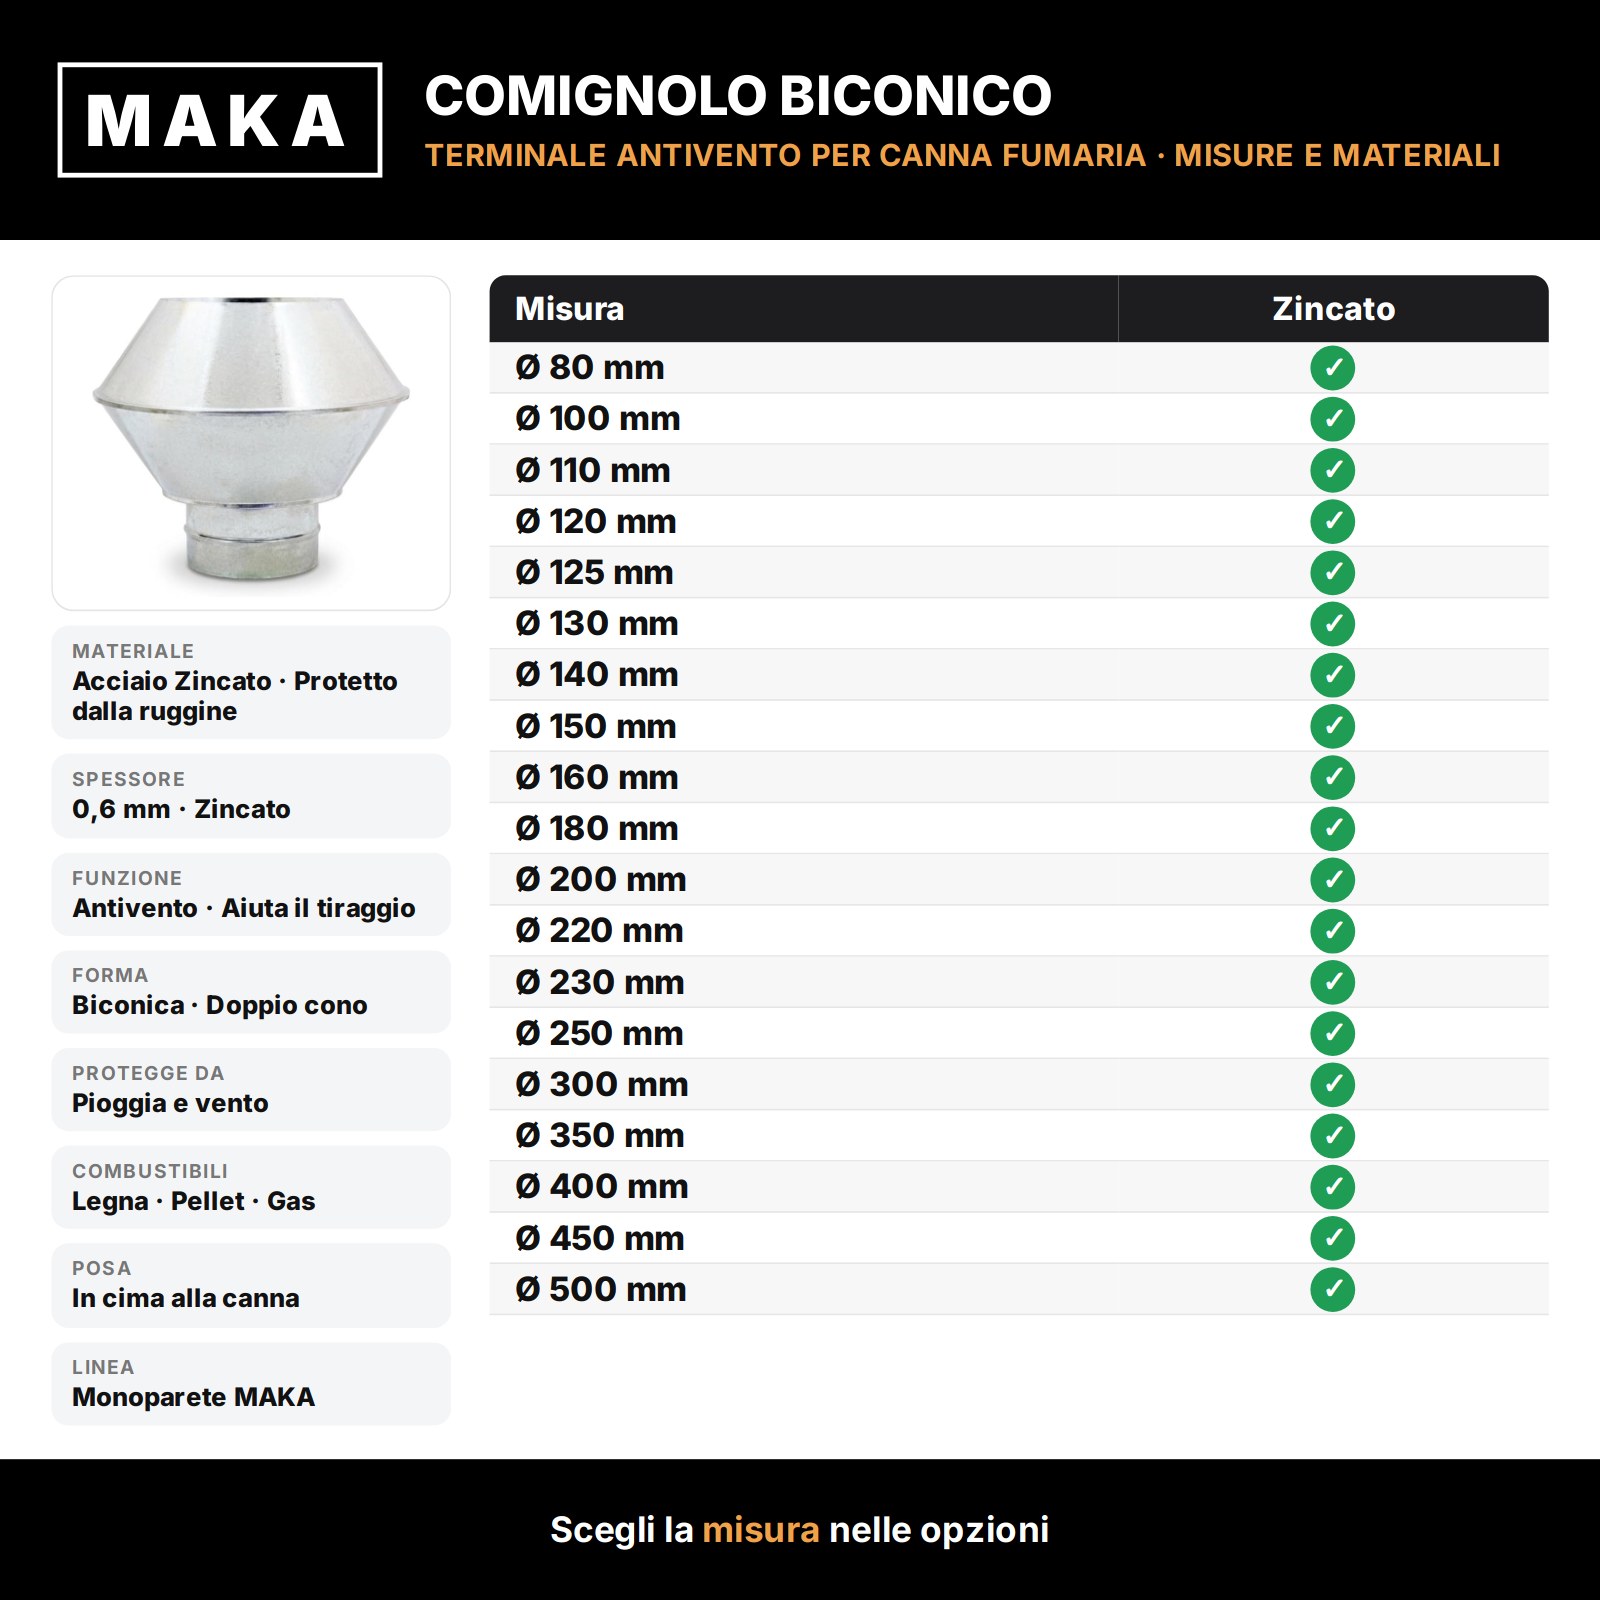 MAKA
COMIGNOLO BICONICO
TERMINALE ANTIVENTO PER CANNA FUMARIA · MISURE E MATERIALI
MATERIALE
Acciaio Zincato · Protetto
dalla ruggine
SPESSORE
0,6 mm · Zincato
FUNZIONE
Antivento · Aiuta il tiraggio
FORMA
Biconica · Doppio cono
PROTEGGE DA
Pioggia e vento
COMBUSTIBILI
Legna · Pellet · Gas
POSA
In cima alla canna
LINEA
Monoparete MAKA
Misura Zincato
Ø 80 mm ✓
Ø 100 mm ✓
Ø 110 mm ✓
Ø 120 mm ✓
Ø 125 mm ✓
Ø 130 mm ✓
Ø 140 mm ✓
Ø 150 mm ✓
Ø 160 mm ✓
Ø 180 mm ✓
Ø 200 mm ✓
Ø 220 mm ✓
Ø 230 mm ✓
Ø 250 mm ✓
Ø 300 mm ✓
Ø 350 mm ✓
Ø 400 mm ✓
Ø 450 mm ✓
Ø 500 mm ✓
Scegli la misura nelle opzioni